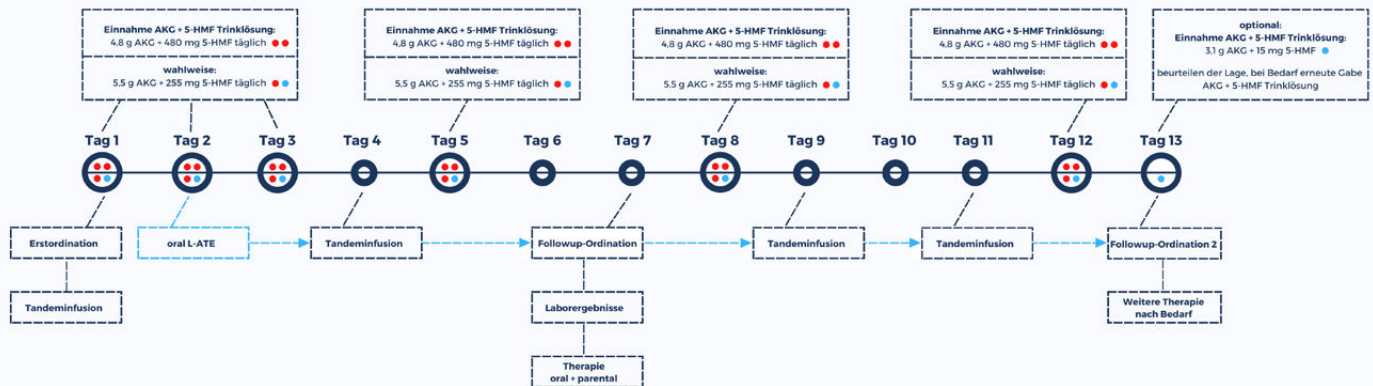 Einnahme AKG + 5-HMF Trinklösung:
4,8 g AKG + 480 mg 5-HMF täglich
wahlweise:
5,5 g AKG + 255 mg 5-HMF täglich
Einnahme AKG + 5-HMF Trinklösung:
4,8 g AKG + 480 mg 5-HMF täglich
wahlweise:
5,5 g AKG + 255 mg 5-HMF täglich
Einnahme AKG + 5-HMF Trinklösung:
4,8 g AKG + 480 mg 5-HMF täglich
wahlweise:
5,5 g AKG + 255 mg 5-HMF täglich
Einnahme AKG + 5-HMF Trinklösung:
4,8 g AKG + 480 mg 5-HMF täglich
wahlweise:
5,5 g AKG + 255 mg 5-HMF täglich
optional:
Einnahme AKG + 5-HMF Trinklösung:
3,1 g AKG + 15 mg 5-HMF
beurteilen der Lage, bei Bedarf erneute Gabe
AKG + 5-HMF Trinklösung
Tag 1
Tag 2
Tag 3
Tag 4
Tag 5
Tag 6
Tag 7
Tag 8
Tag 9
Tag 10
Tag 11
Tag 12
Tag 13
Erstordination
oral L-ATE
Tandeminfusion
Followup-Ordination
Tandeminfusion
Tandeminfusion
Followup-Ordination 2
Tandeminfusion
Laborergebnisse
Weitere Therapie
nach Bedarf
Therapie
oral + parental